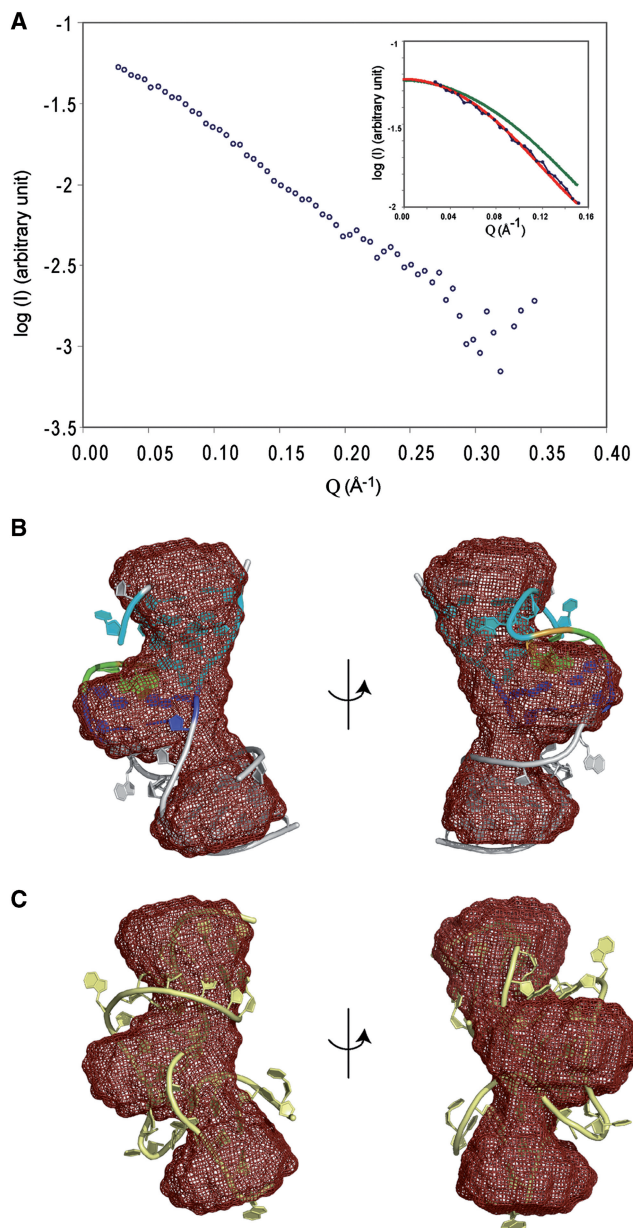 A
-1
-1.5
-2
-2.5
-3
-3.5
log (I) (arbitrary unit)
0.00 0.05 0.10 0.15 0.20 0.25 0.30 0.35 0.40
Q (Å-1)
-1
-1.5
-2
log (I) (arbitrary unit)
0.00 0.04 0.08 0.12 0.16
Q (Å-1)
B
C